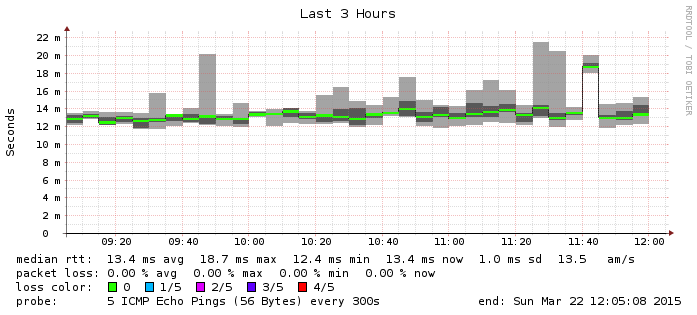 Last 3 Hours
RRDTOOL / TOBI OETIKER
Seconds
22 m
20 m
18 m
16 m
14 m
12 m
10 m
8 m
6 m
4 m
2 m
0
09:20 09:40 10:00 10:20 10:40 11:00 11:20 11:40 12:00
median rtt: 13.4 ms avg 18.7 ms max 12.4 ms min 13.4 ms now 1.0 ms sd 13.5 am/s
packet loss: 0.00 % avg 0.00 % max 0.00 % min 0.00 % now
loss color: 0 1/5 2/5 3/5 4/5
probe: 5 ICMP Echo Pings (56 Bytes) every 300s end: Sun Mar 22 12:05:08 2015